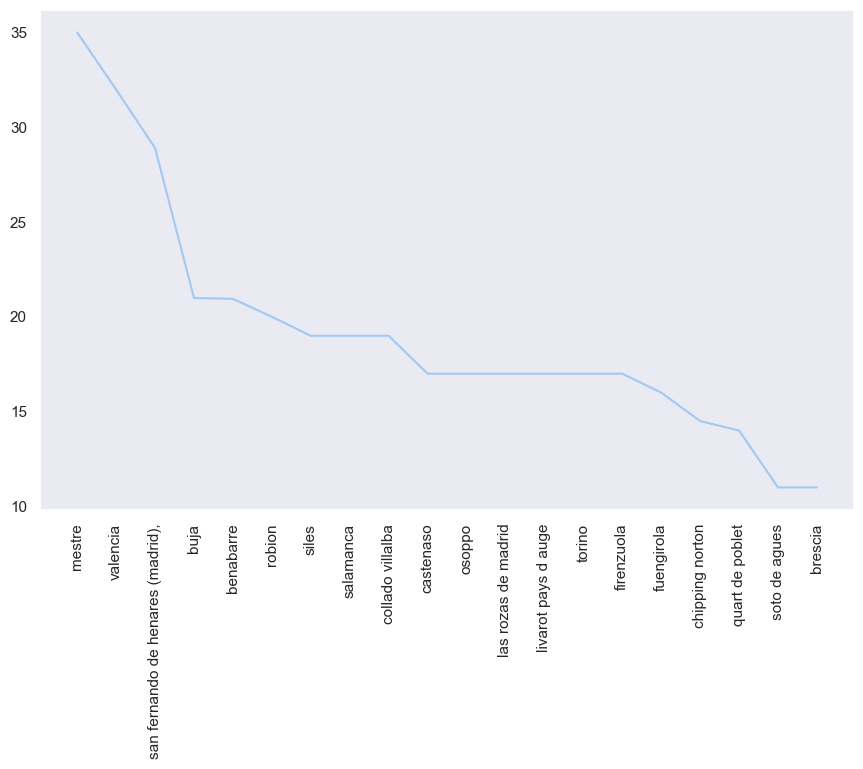 35
30
25
20
15
10
mestre
valencia
san fernando de henares (madrid),
buja
benabarre
robion
siles
salamanca
collado villalba
castenaso
osoppo
las rozas de madrid
livarot pays d auge
torino
firenzuola
fuengirola
chipping norton
quart de poblet
soto de agues
brescia